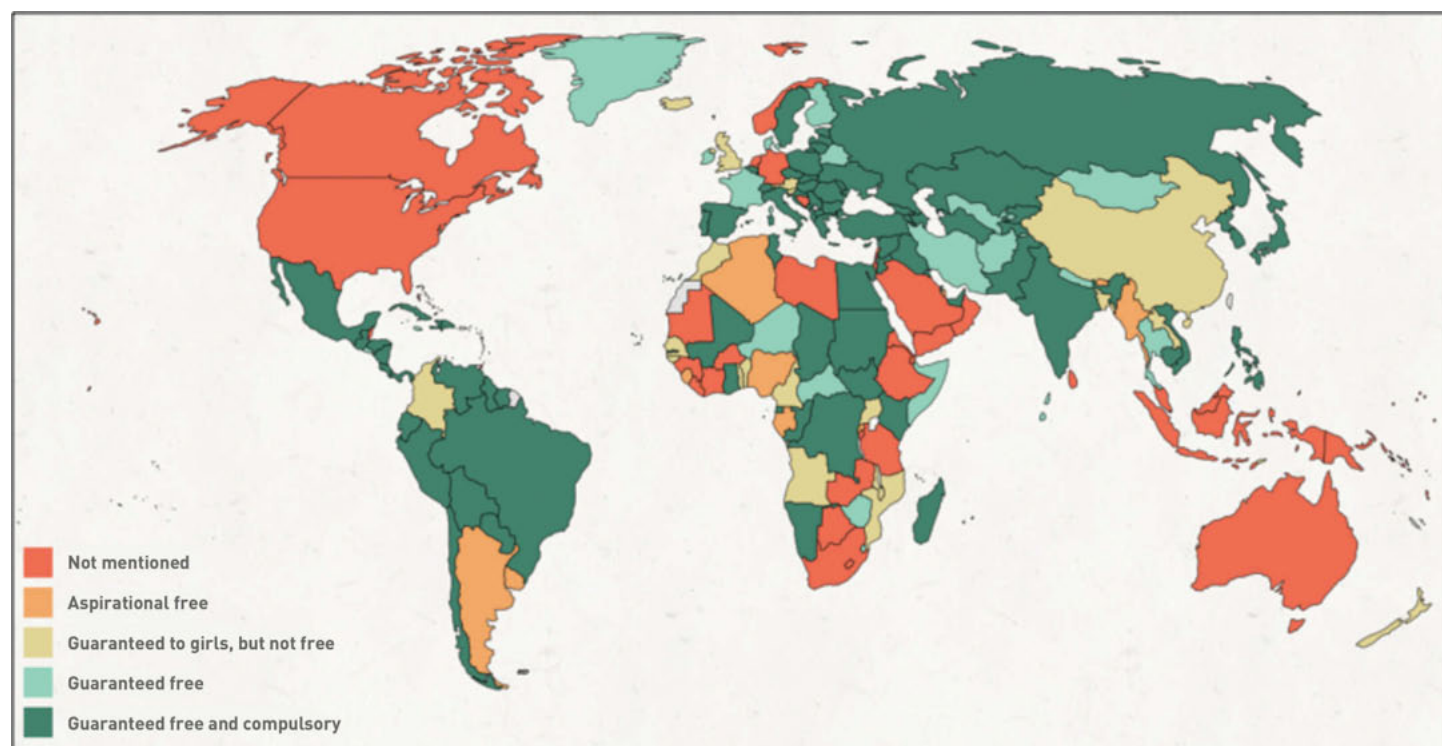 Not mentioned
Aspirational free
Guaranteed to girls, but not free
Guaranteed free
Guaranteed free and compulsory